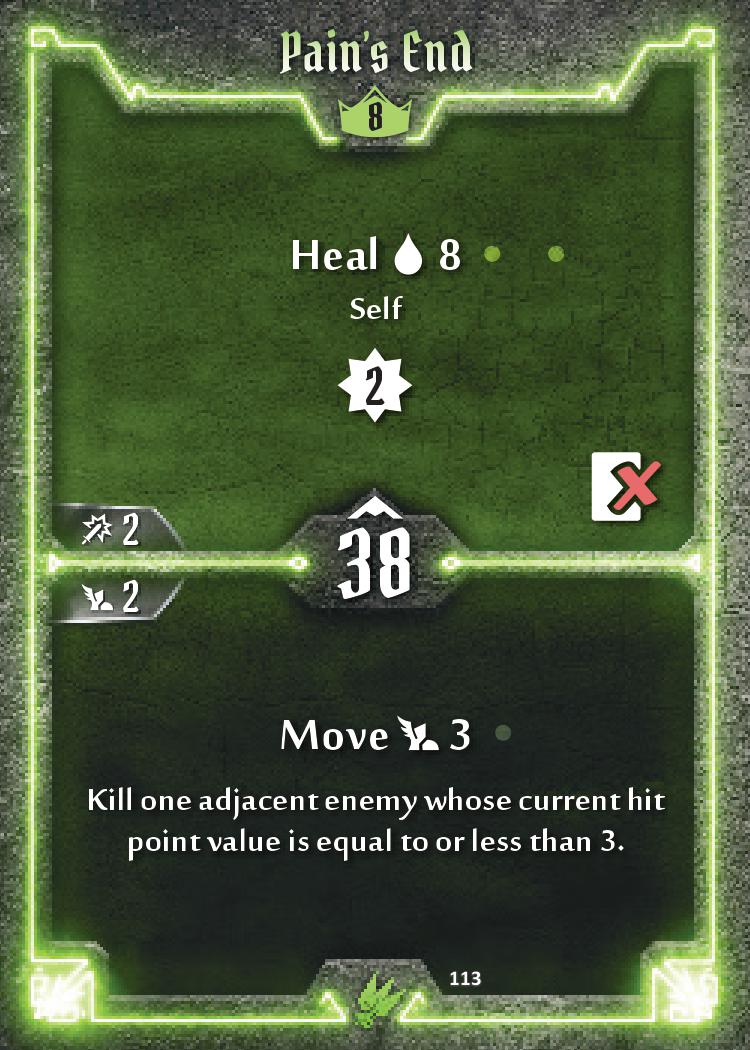 Pain's End
8
Heal 8
Self
2
2
38
2
Move 3
Kill one adjacent enemy whose current hit
point value is equal to or less than 3.
113